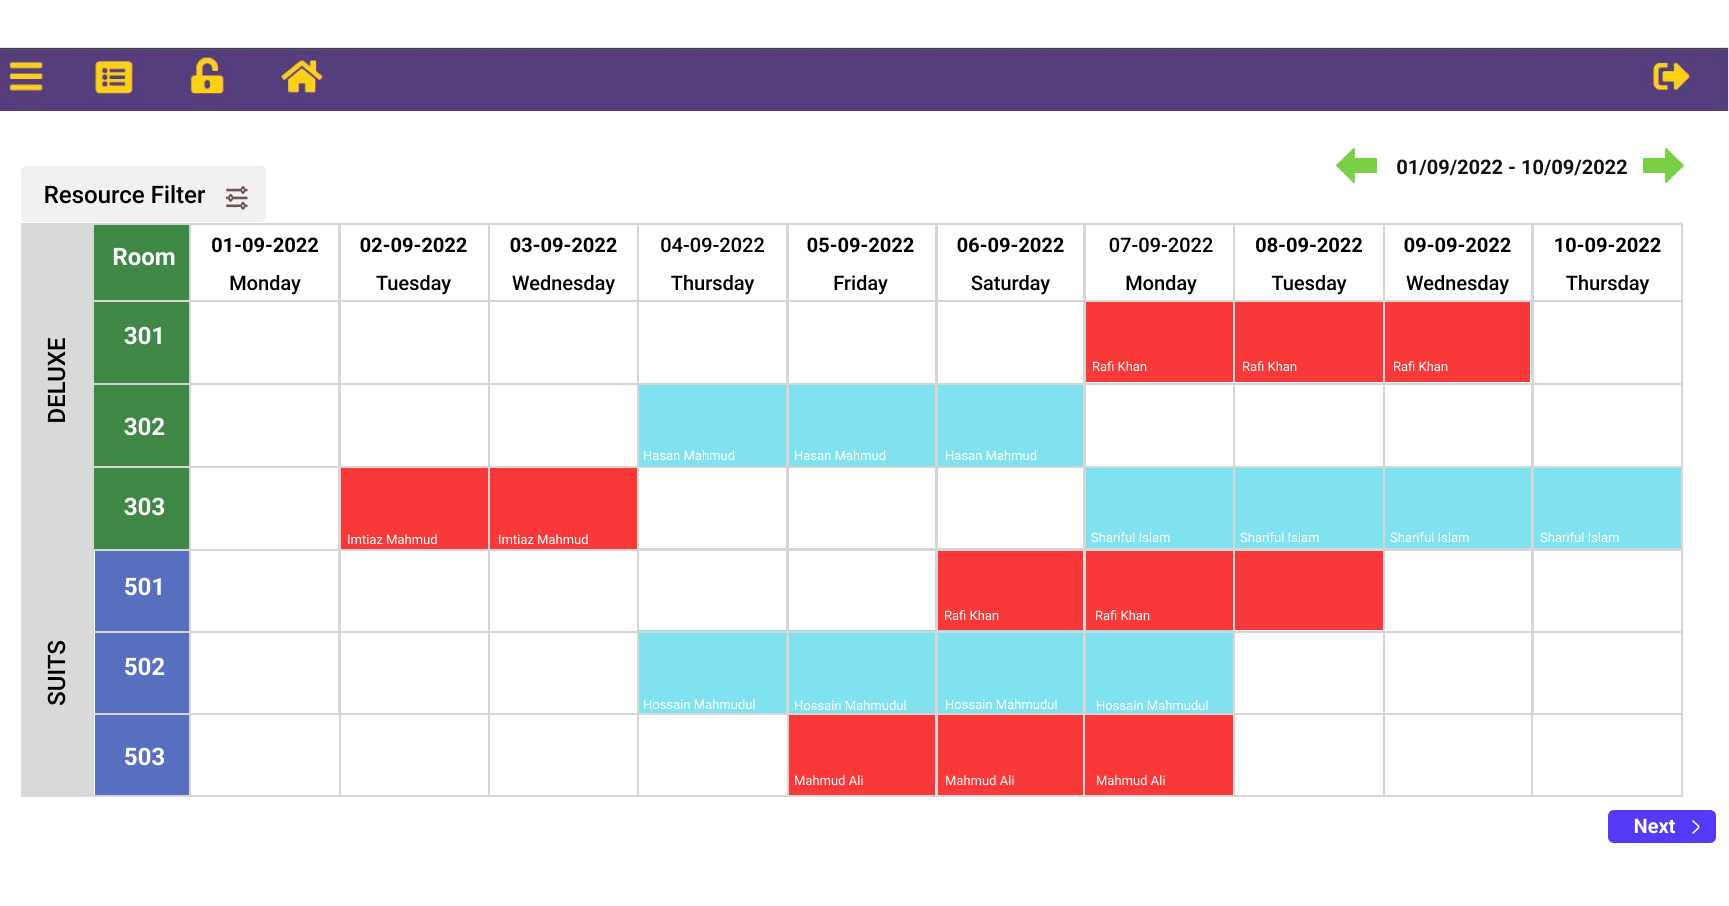 01/09/2022 - 10/09/2022
Resource Filter
Room 01-09-2022 02-09-2022 03-09-2022 04-09-2022 05-09-2022 06-09-2022 07-09-2022 08-09-2022 09-09-2022 10-09-2022
Monday Tuesday Wednesday Thursday Friday Saturday Monday Tuesday Wednesday Thursday
DELUXE
301
Rafi Khan Rafi Khan Rafi Khan
302
Hasan Mahmud Hasan Mahmud Hasan Mahmud
303
Imtiaz Mahmud Imtiaz Mahmud Shariful Islam Shariful Islam Shariful Islam Shariful Islam
SUITS
501
Rafi Khan Rafi Khan
502
Hossain Mahmudul Hossain Mahmudul Hossain Mahmudul Hossain Mahmudul
503
Mahmud Ali Mahmud Ali Mahmud Ali
Next